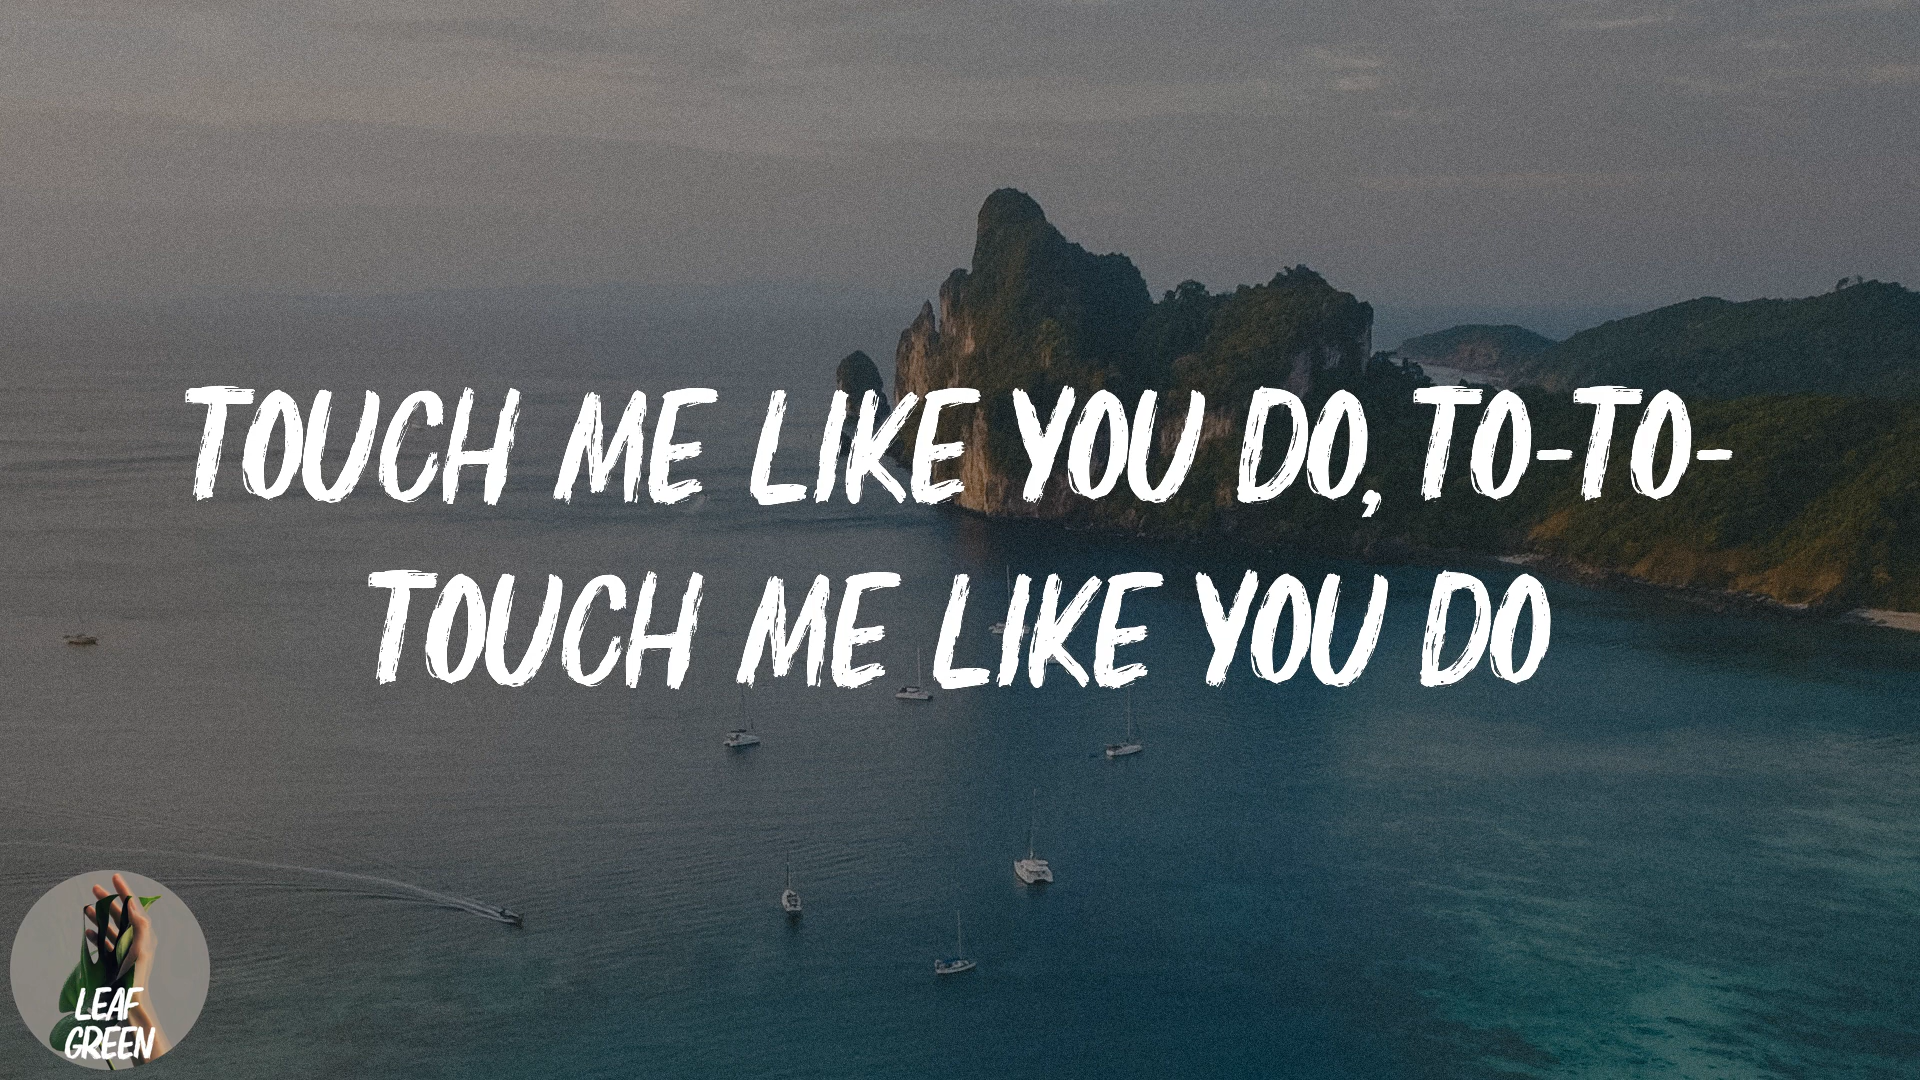 TOUCH ME LIKE YOU DO, TO-TO-
TOUCH ME LIKE YOU DO
LEAF
GREEN